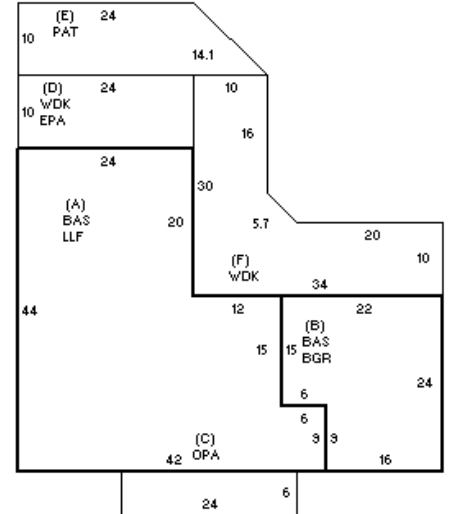 (E) 24
10 PAT
14.1
(D) 24 10
10 WDK
EPA 16
24
30
(A)
BAS 20 5.7 20
LLF
(F) 10
WDK
34
44 12 22
(B)
15 15 BAS
BGR
24
6
6
(C) 9 9
42 OPA 16
24 6